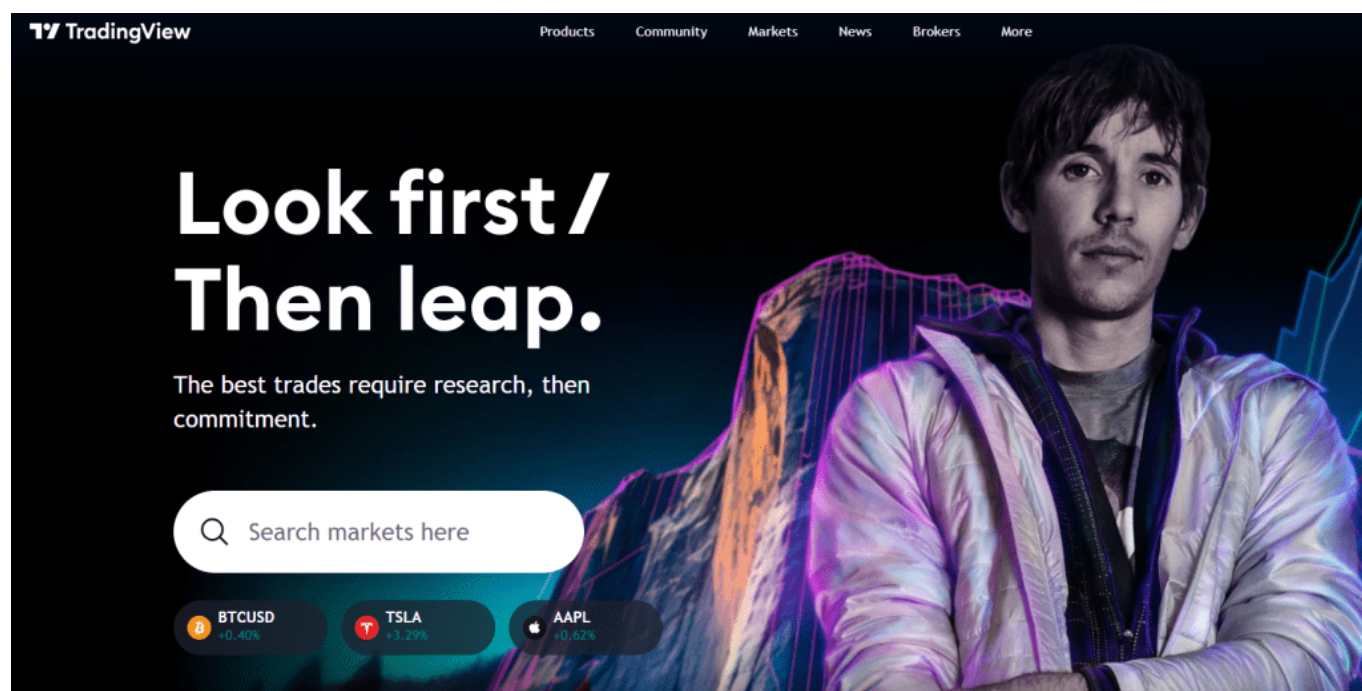 TradingView
Products Community Markets News Brokers More
Look first /
Then leap.
The best trades require research, then
commitment.
Search markets here
BTCUSD
+0.40%
TSLA
+3.29%
AAPL
+0.62%